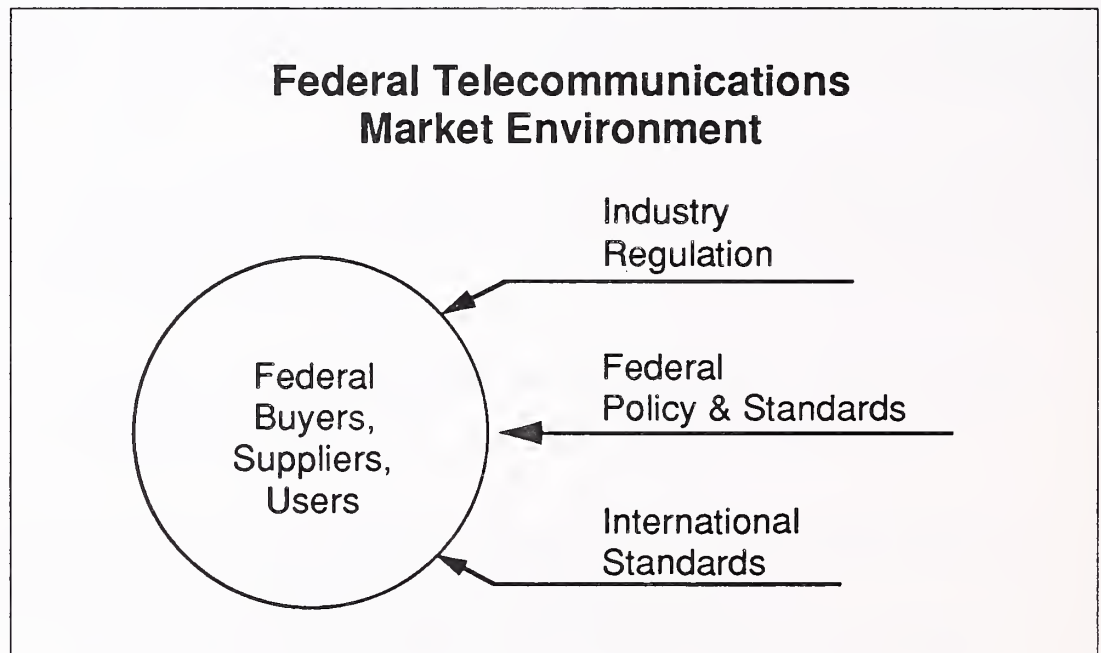 Federal Telecommunications
Market Environment
Industry
Regulation
Federal
Buyers,
Suppliers,
Users
Federal
Policy & Standards
International
Standards